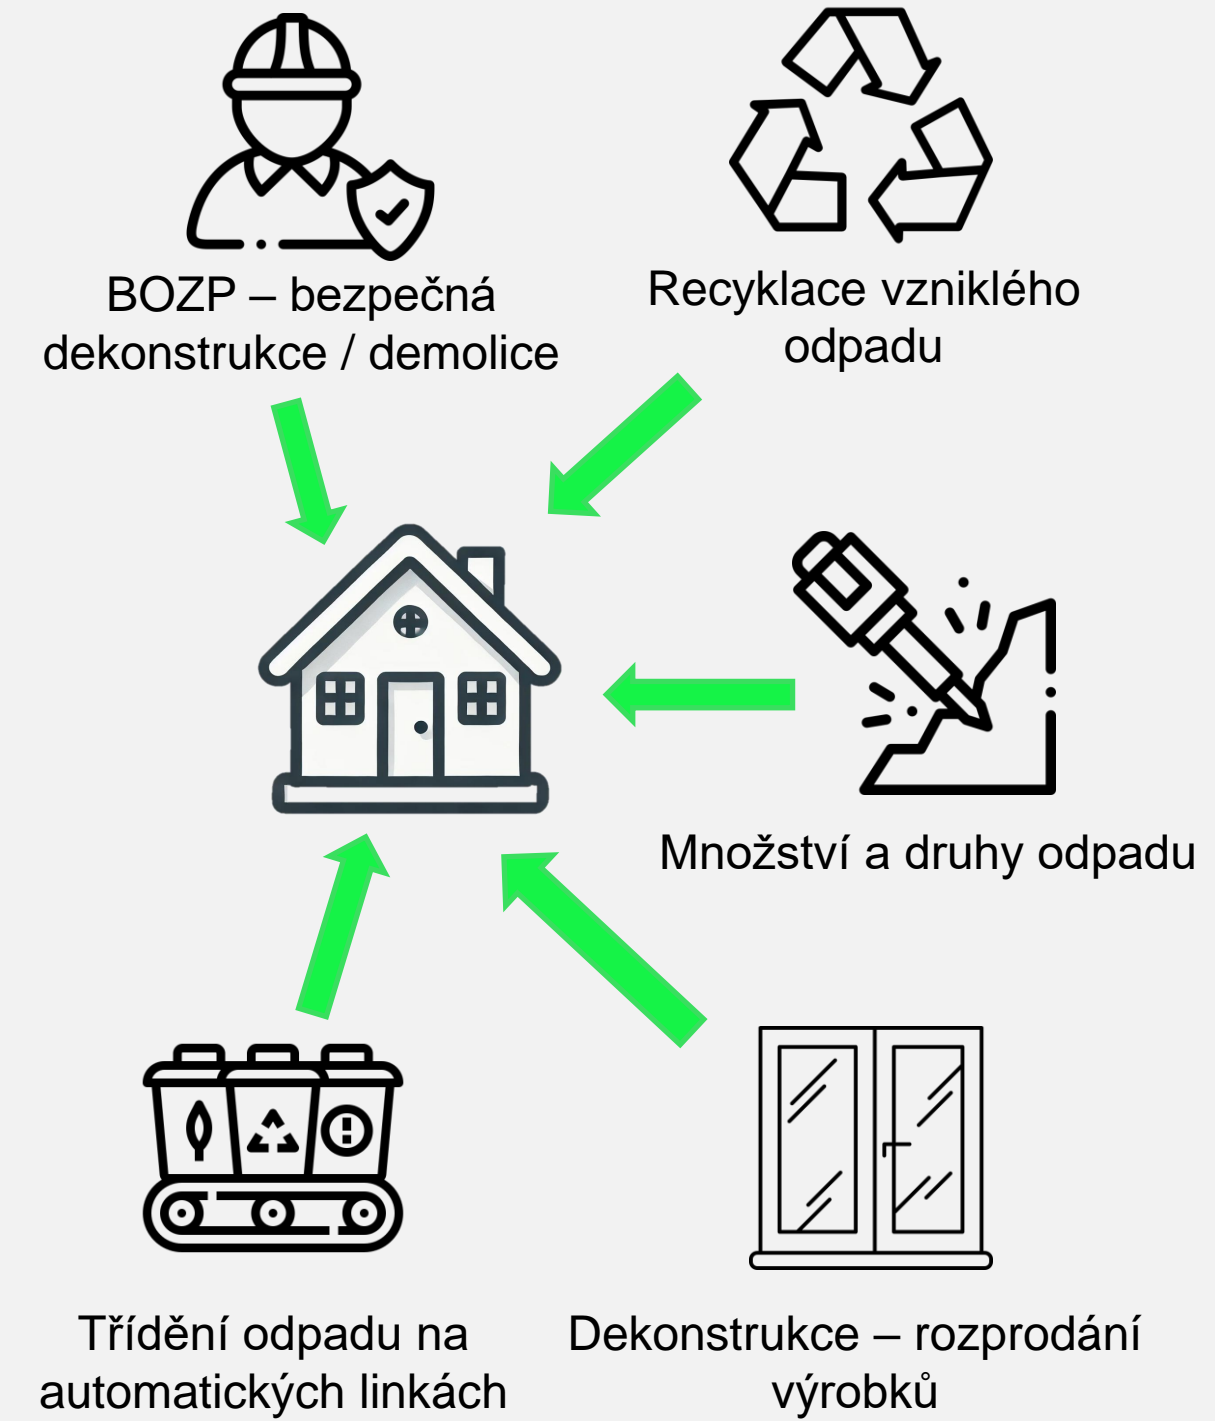 BOZP – bezpečná
dekonstrukce / demolice
Recyklace vzniklého
odpadu
Množství a druhy odpadu
Třídění odpadu na
automatických linkách
Dekonstrukce – rozprodání
výrobků